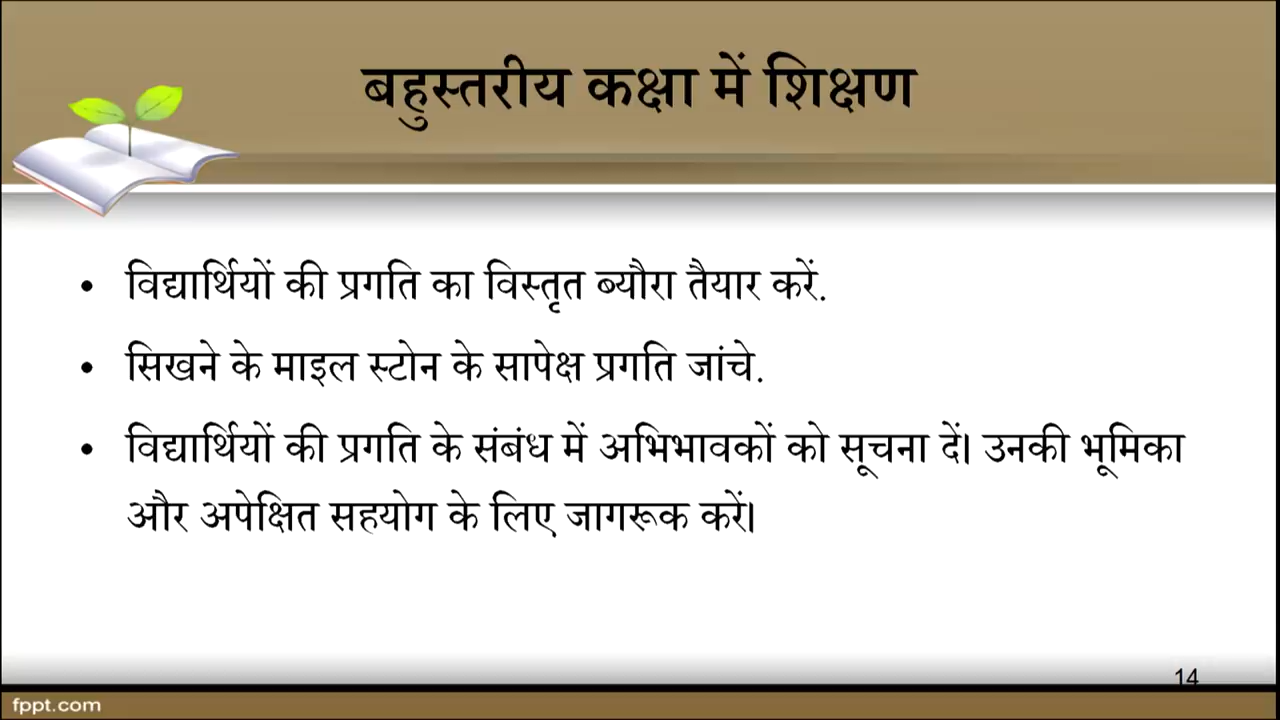 बहुस्तरीय कक्षा में शिक्षण
• विद्यार्थियों की प्रगति का विस्तृत ब्यौरा तैयार करें.
• सिखने के माइल स्टोन के सापेक्ष प्रगति जांचे.
• विद्यार्थियों की प्रगति के संबंध में अभिभावकों को सूचना दें। उनकी भूमिका
और अपेक्षित सहयोग के लिए जागरूक करें।
14
fppt.com